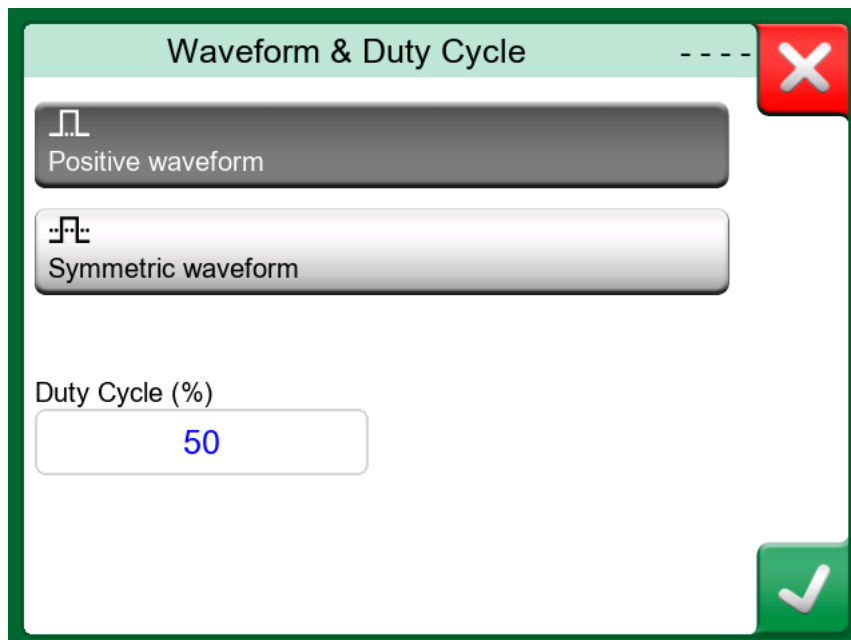 Waveform & Duty Cycle - - - -
Positive waveform
Symmetric waveform
Duty Cycle (%)
50